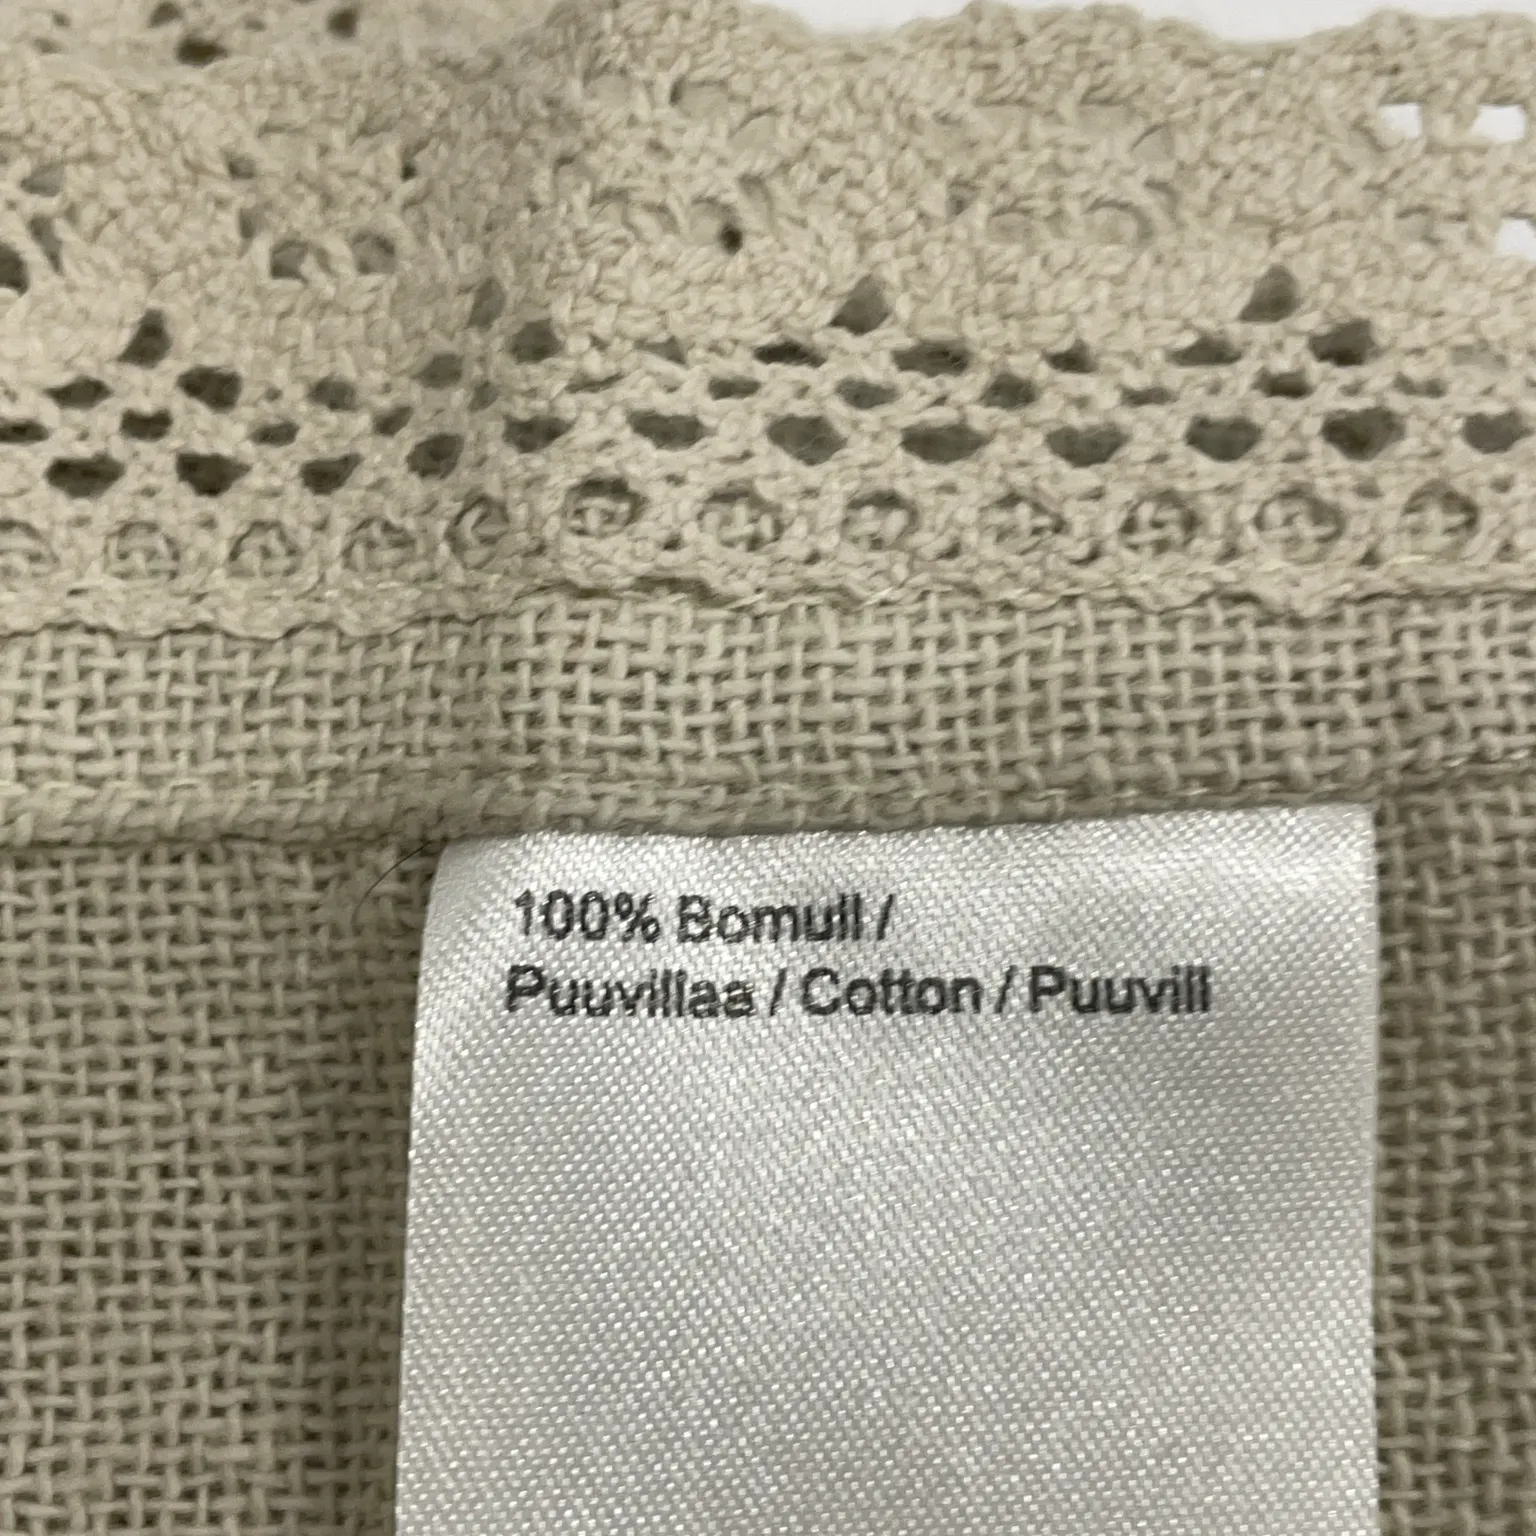 100% Bomull /
Puuvillaa / Cotton / Puuvill